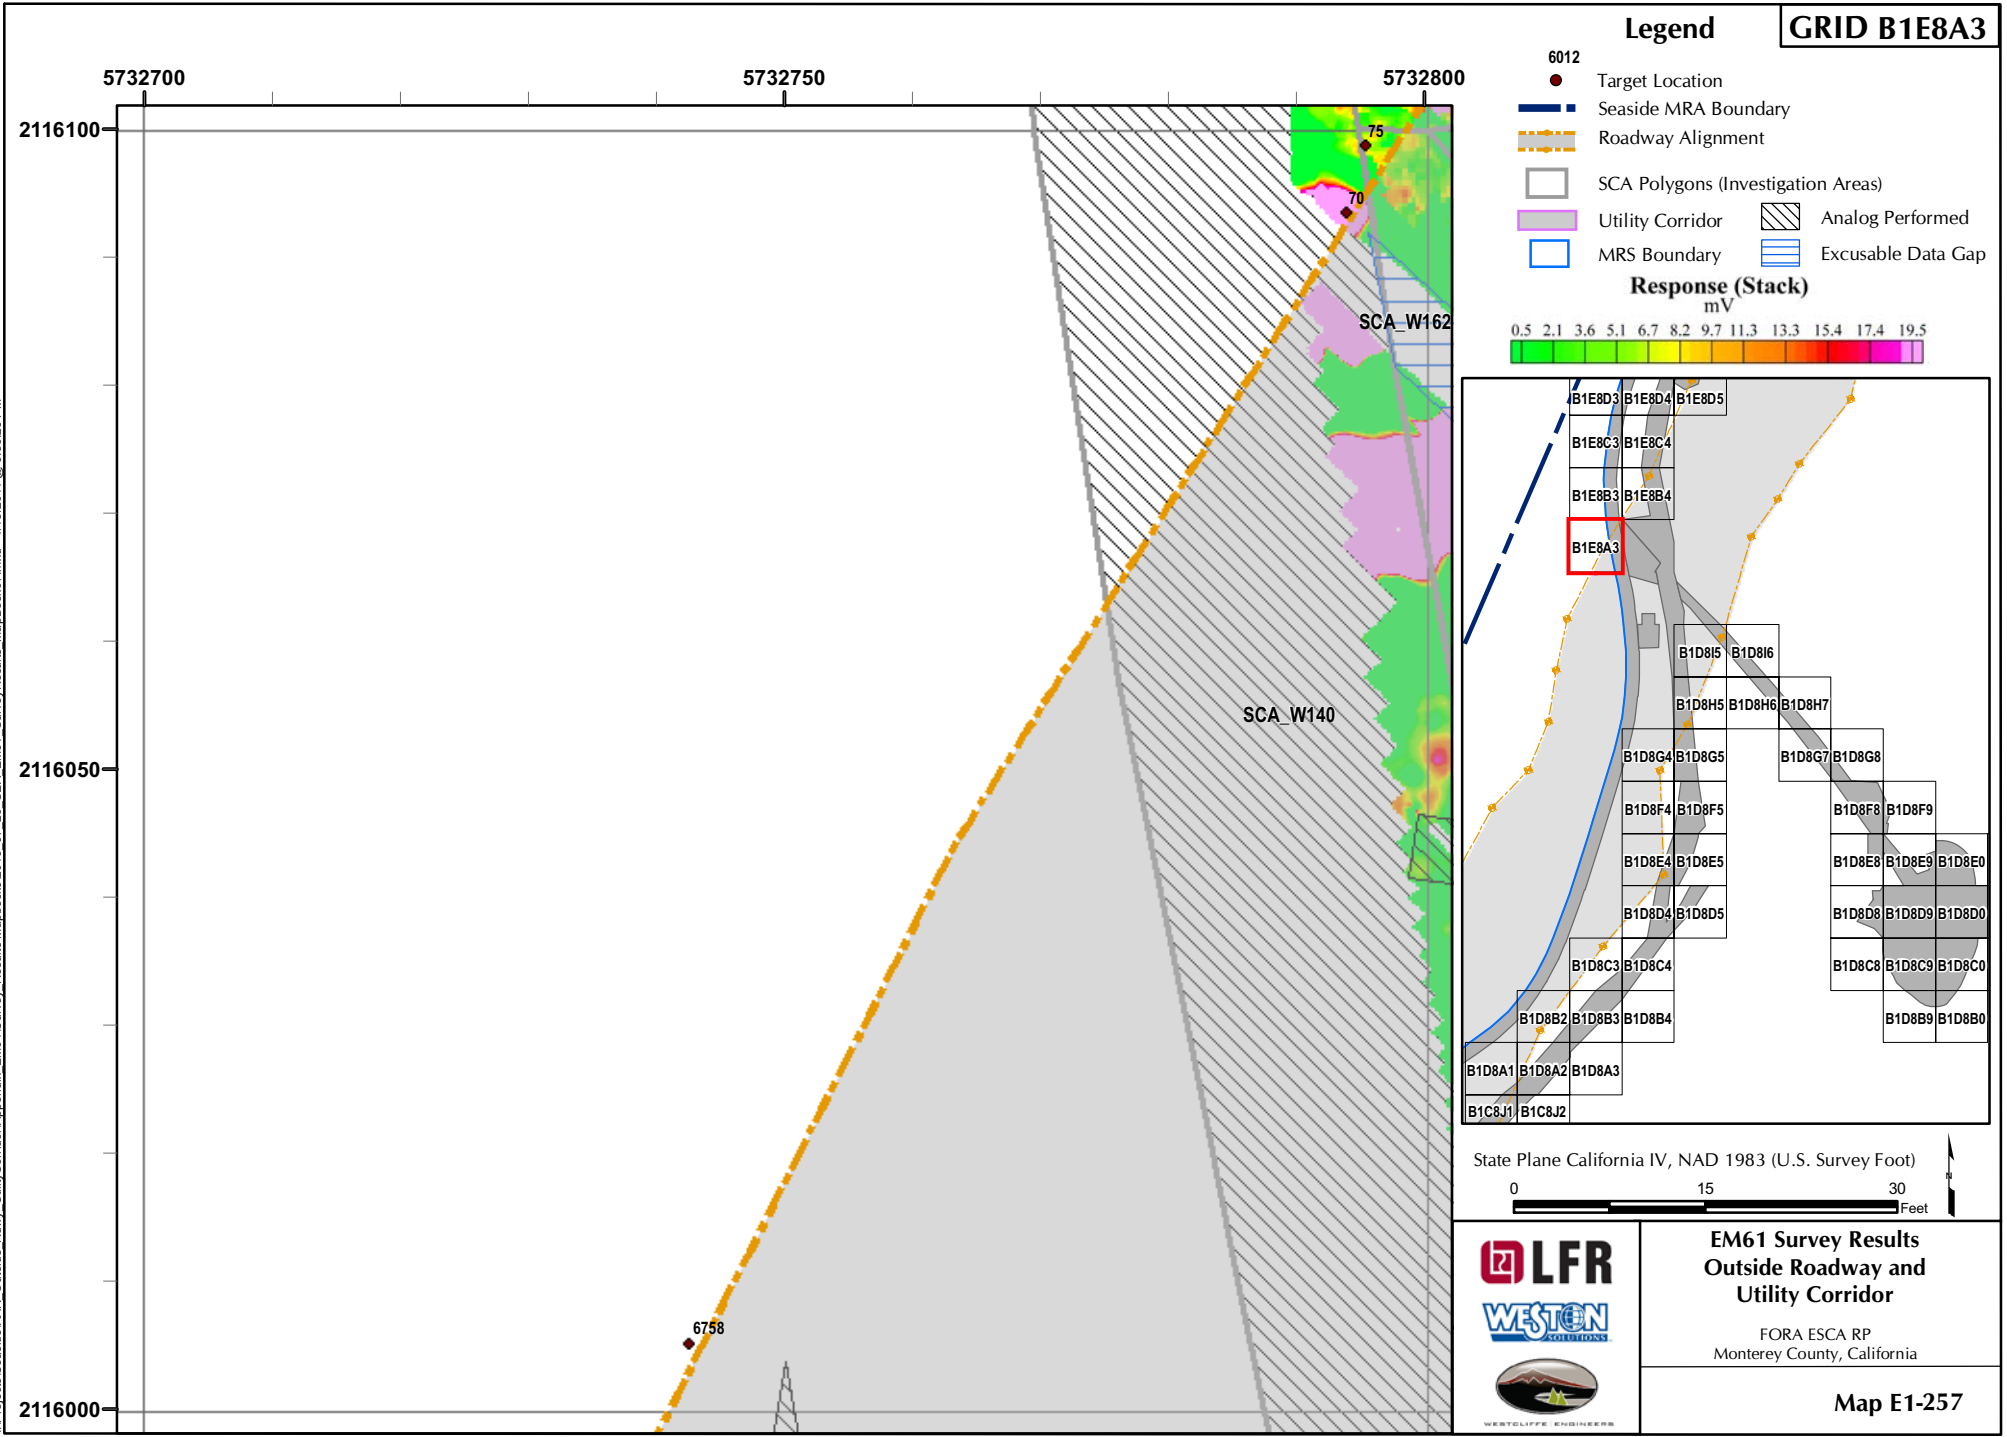 GRID B1E8A3
Legend
6012
Target Location
Seaside MRA Boundary
Roadway Alignment
SCA Polygons (Investigation Areas)
Utility Corridor
Analog Performed
MRS Boundary
Excusable Data Gap
Response (Stack)
mV
0.5 2.1 3.6 5.1 6.7 8.2 9.7 11.3 13.3 15.4 17.4 19.5
5732700 5732750 5732800
2116100
2116050
2116000
75
70
SCA_W162
SCA_W140
6758
B1E8D3 B1E8D4 B1E8D5
B1E8C3 B1E8C4
B1E8B3 B1E8B4
B1E8A3
B1D8I5 B1D8I6
B1D8H5 B1D8H6 B1D8H7
B1D8G4 B1D8G5 B1D8G7 B1D8G8
B1D8F4 B1D8F5 B1D8F8 B1D8F9
B1D8E4 B1D8E5 B1D8E8 B1D8E9 B1D8E0
B1D8D4 B1D8D5 B1D8D8 B1D8D9 B1D8D0
B1D8C3 B1D8C4 B1D8C8 B1D8C9 B1D8C0
B1D8B2 B1D8B3 B1D8B4 B1D8B9 B1D8B0
B1D8A1 B1D8A2 B1D8A3
B1C8J1 B1C8J2
State Plane California IV, NAD 1983 (U.S. Survey Foot)
0 15 30
Feet
N
LFR
WESTON
SOLUTIONS
WESTCLIFFE ENGINEERS
EM61 Survey Results
Outside Roadway and
Utility Corridor
FORA ESCA RP
Monterey County, California
Map E1-257